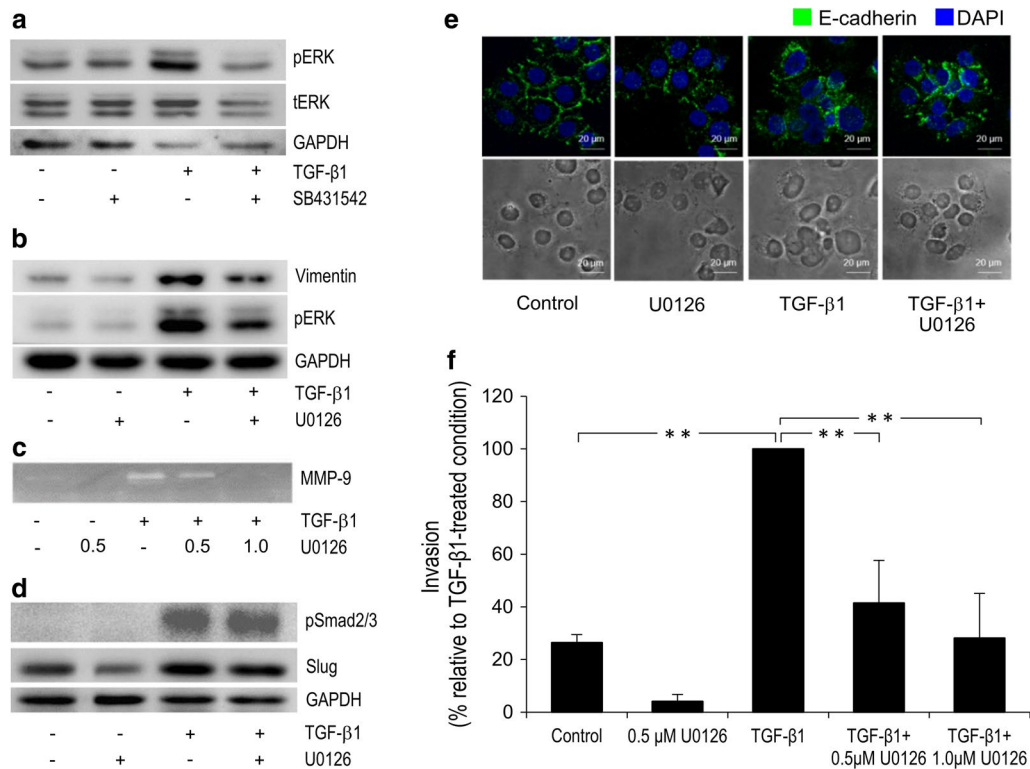 a
pERK
tERK
GAPDH
- - + + TGF-β1
- + - + SB431542
b
Vimentin
pERK
GAPDH
- - + + TGF-β1
- + - + U0126
c
MMP-9
- - + + + TGF-β1
- 0.5 - 0.5 1.0 U0126
d
pSmad2/3
Slug
GAPDH
- - + + TGF-β1
- + - + U0126
e
E-cadherin DAPI
20 µm 20 µm 20 µm 20 µm
20 µm 20 µm 20 µm 20 µm
Control U0126 TGF-β1 TGF-β1+
U0126
f
Invasion
(% relative to TGF-β1-treated condition)
120
100
80
60
40
20
0
**
**
**
Control 0.5 µM U0126 TGF-β1 TGF-β1+ TGF-β1+
0.5µM U0126 1.0µM U0126